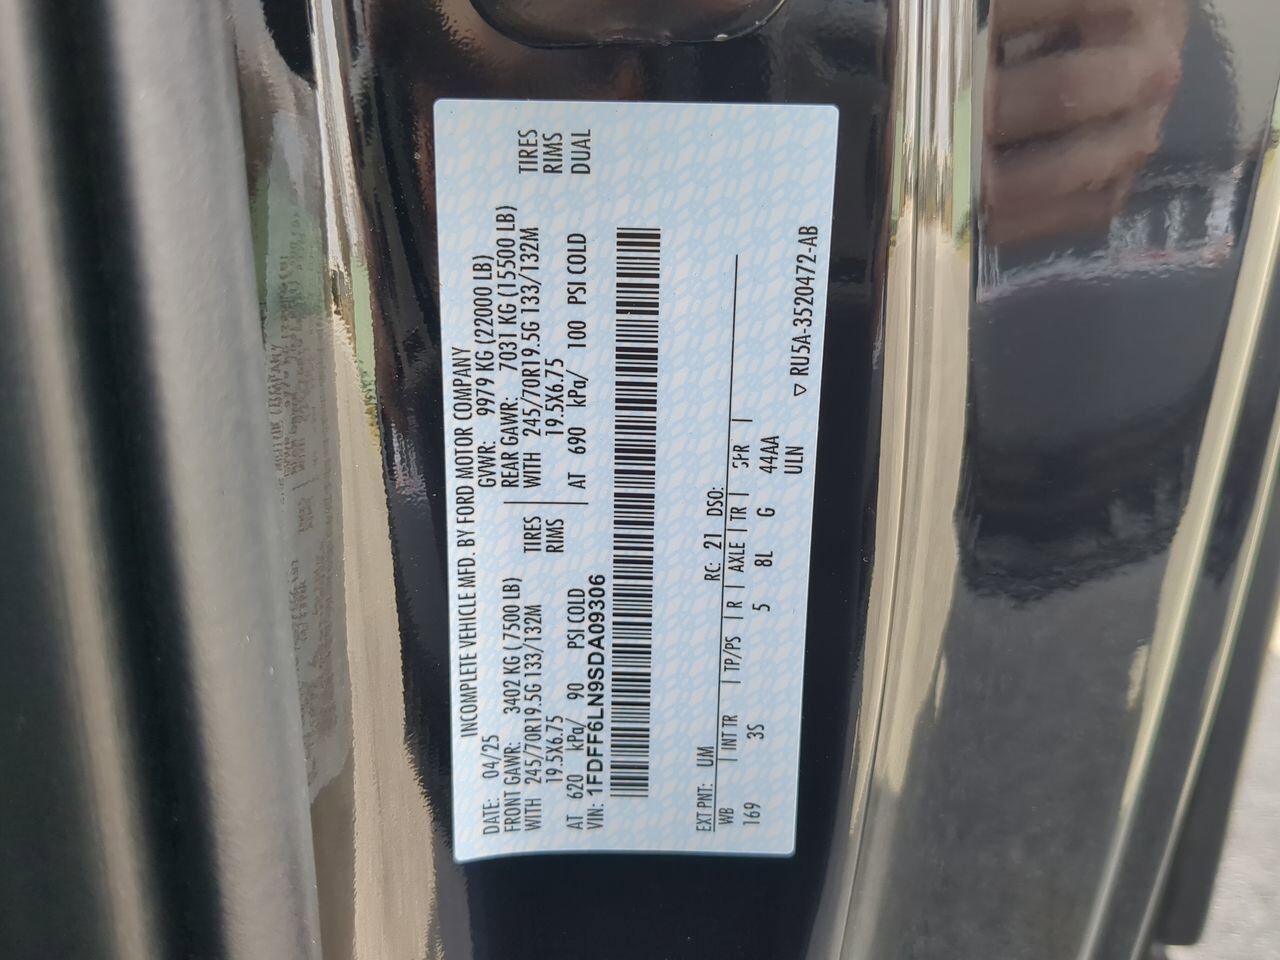 INCOMPLETE VEHICLE MFD. BY FORD MOTOR COMPANY
DATE: 04/25 GVWR: 9979 KG (22000 LB)
FRONT GAWR: 3402 KG (7500 LB) REAR GAWR: 7031 KG (15500 LB)
WITH 245/70R19.5G 133/132M TIRES WITH 245/70R19.5G 133/132M TIRES
19.5X6.75 RIMS 19.5X6.75 RIMS
AT 620 kPa/ 90 PSI COLD AT 690 kPa/ 100 PSI COLD DUAL
VIN: 1FDFF6LN9SDA09306
EXT PNT: UM RC: 21 DSO:
WB INT TR TP/PS R AXLE TR SPR
169 3S 5 8L G 44AA
ULN
▽ RU5A-3520472-AB